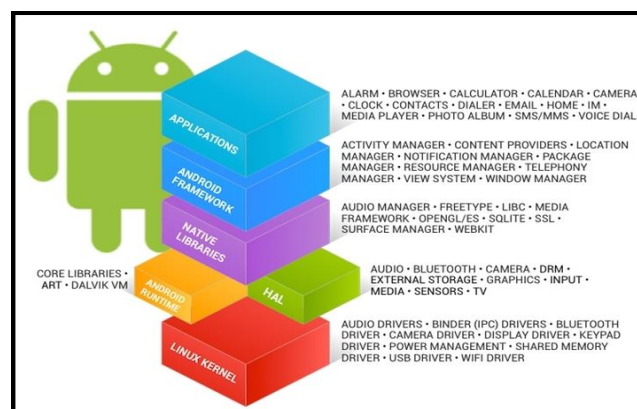 ALARM • BROWSER • CALCULATOR • CALENDAR • CAMERA
• CLOCK • CONTACTS • DIALER • EMAIL • HOME • IM •
MEDIA PLAYER • PHOTO ALBUM • SMS/MMS • VOICE DIAL
APPLICATIONS
ACTIVITY MANAGER • CONTENT PROVIDERS • LOCATION
MANAGER • NOTIFICATION MANAGER • PACKAGE
MANAGER • RESOURCE MANAGER • TELEPHONY
MANAGER • VIEW SYSTEM • WINDOW MANAGER
ANDROID
FRAMEWORK
AUDIO MANAGER • FREETYPE • LIBC • MEDIA
FRAMEWORK • OPENGL/ES • SQLITE • SSL •
SURFACE MANAGER • WEBKIT
NATIVE
LIBRARIES
CORE LIBRARIES •
ART • DALVIK VM
ANDROID
RUNTIME
HAL
AUDIO • BLUETOOTH • CAMERA • DRM •
EXTERNAL STORAGE • GRAPHICS • INPUT •
MEDIA • SENSORS • TV
LINUX KERNEL
AUDIO DRIVERS • BINDER (IPC) DRIVERS • BLUETOOTH
DRIVER • CAMERA DRIVER • DISPLAY DRIVER • KEYPAD
DRIVER • POWER MANAGEMENT • SHARED MEMORY
DRIVER • USB DRIVER • WIFI DRIVER